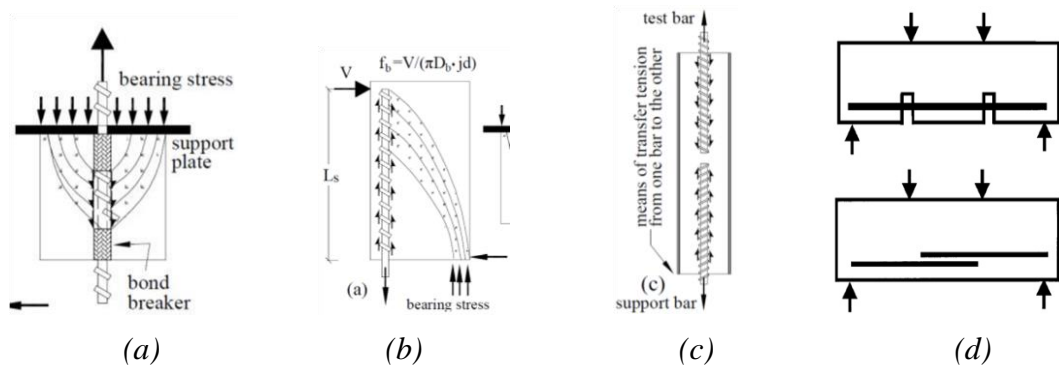 bearing stress
support
plate
bond
breaker
(a)
f_b=V/(πD_b·jd)
V
Ls
(a)
bearing stress
(b)
test bar
means of transfer tension
from one bar to the other
(c)
support bar
(c)
(d)